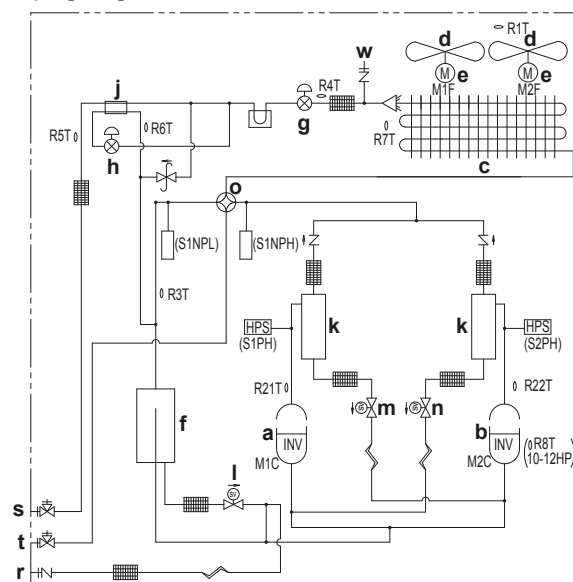 w
R1T
d
d
M
e
M
e
M1F
M2F
R4T
j
g
R5T
R6T
R7T
h
c
o
(S1NPL)
(S1NPH)
R3T
k
k
HPS
(S1PH)
HPS
(S2PH)
R21T
R22T
m
n
f
a
b
INV
INV
R8T
(10-12HP)
M1C
M2C
l
SV
s
t
r